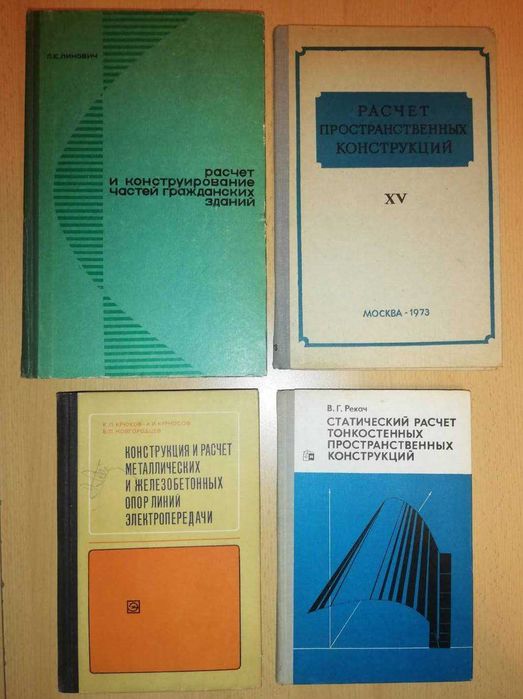 Л.Е.ЛИНОВИЧ
расчет
и конструирование
частей гражданских
зданий
РАСЧЕТ
ПРОСТРАНСТВЕННЫХ
КОНСТРУКЦИЙ
XV
МОСКВА - 1973
К.П. КРЮКОВ · А.И. КУРНОСОВ
Б.П. НОВГОРОДЦЕВ
КОНСТРУКЦИЯ И РАСЧЕТ
МЕТАЛЛИЧЕСКИХ
И ЖЕЛЕЗОБЕТОННЫХ
ОПОР ЛИНИЙ
ЭЛЕКТРОПЕРЕДАЧИ
В. Г. Рекач
СТАТИЧЕСКИЙ РАСЧЕТ
ТОНКОСТЕННЫХ
ПРОСТРАНСТВЕННЫХ
КОНСТРУКЦИЙ